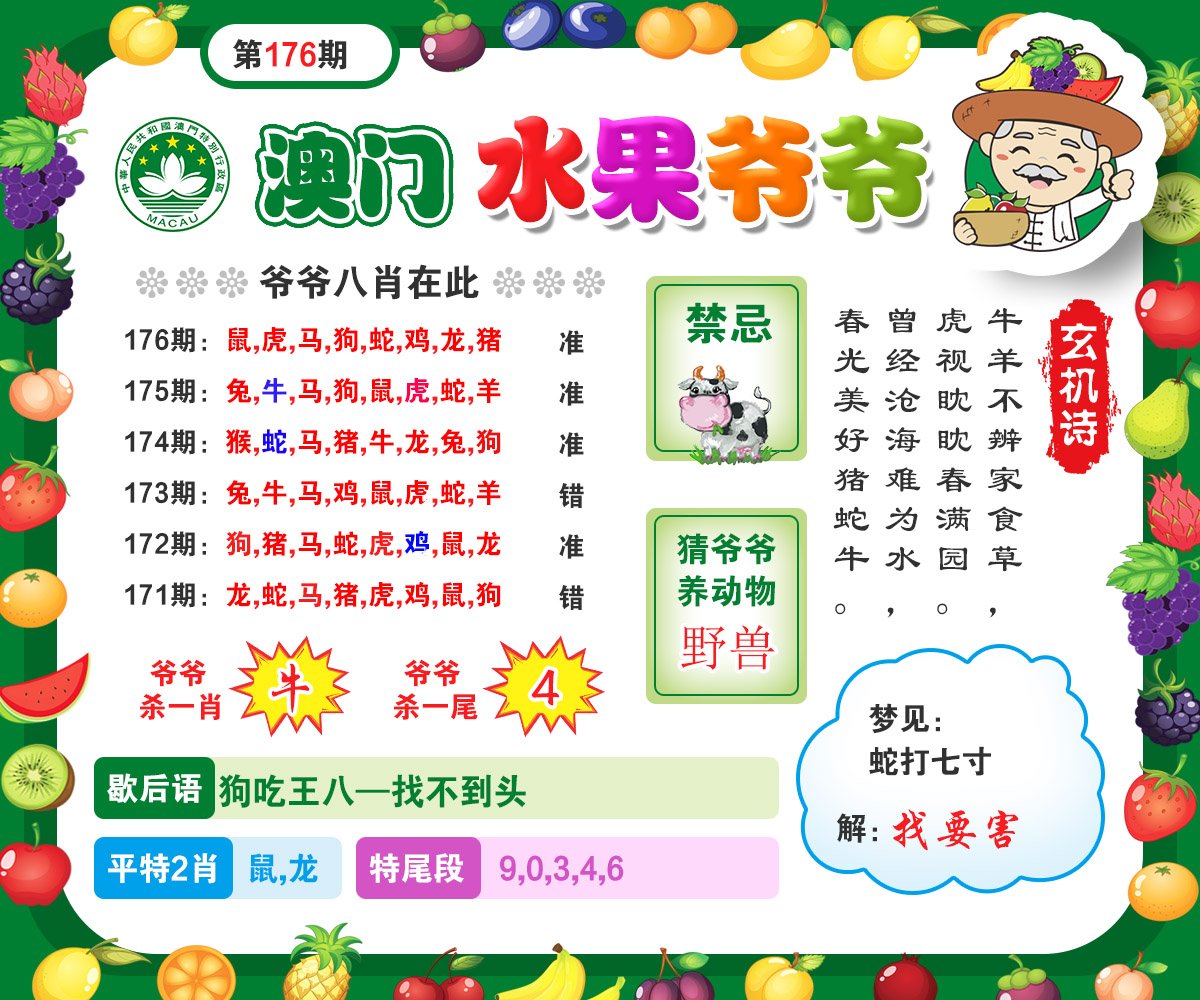 第176期
中華人民共和國澳門特別行政區
MACAU
澳门 水果爷爷
爷爷八肖在此
176期: 鼠,虎,马,狗,蛇,鸡,龙,猪 准
175期: 兔,牛,马,狗,鼠,虎,蛇,羊 准
174期: 猴,蛇,马,猪,牛,龙,兔,狗 准
173期: 兔,牛,马,鸡,鼠,虎,蛇,羊 错
172期: 狗,猪,马,蛇,虎,鸡,鼠,龙 准
171期: 龙,蛇,马,猪,虎,鸡,鼠,狗 错
爷爷
杀一肖
牛
爷爷
杀一尾
4
禁忌
猜爷爷
养动物
野兽
玄机诗
牛羊不辨家食草,
虎视眈眈春满园。
曾经沧海难为水,
春光美好猪蛇牛。
梦见:
蛇打七寸
解: 找要害
歇后语 狗吃王八—找不到头
平特2肖 鼠,龙
特尾段 9,0,3,4,6